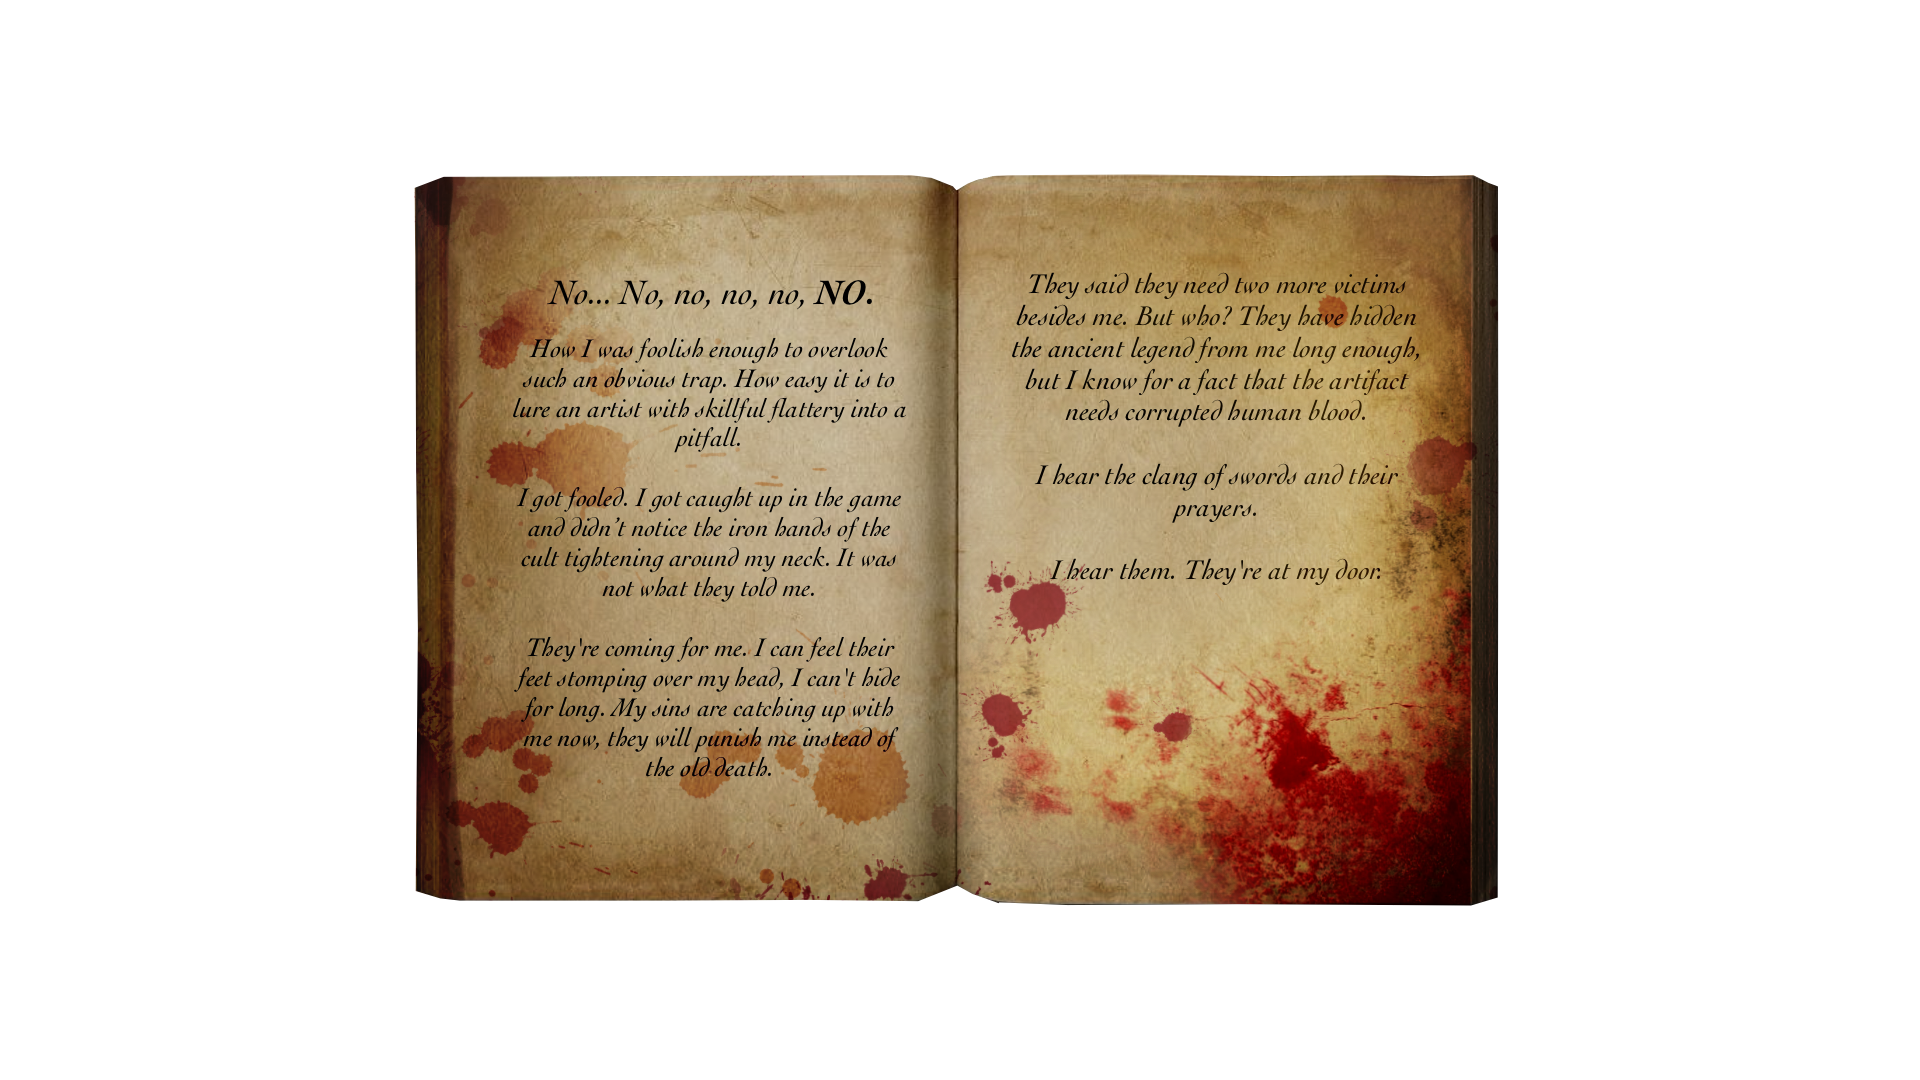 No... No, no, no, no, NO.
How I was foolish enough to overlook
such an obvious trap. How easy it is to
lure an artist with skillful flattery into a
pitfall.
I got fooled. I got caught up in the game
and didn't notice the iron hands of the
cult tightening around my neck. It was
not what they told me.
They're coming for me. I can feel their
feet stomping over my head, I can't hide
for long. My sins are catching up with
me now, they will punish me instead of
the old death.
They said they need two more victims
besides me. But who? They have hidden
the ancient legend from me long enough,
but I know for a fact that the artifact
needs corrupted human blood.
I hear the clang of swords and their
prayers.
I hear them. They're at my door.